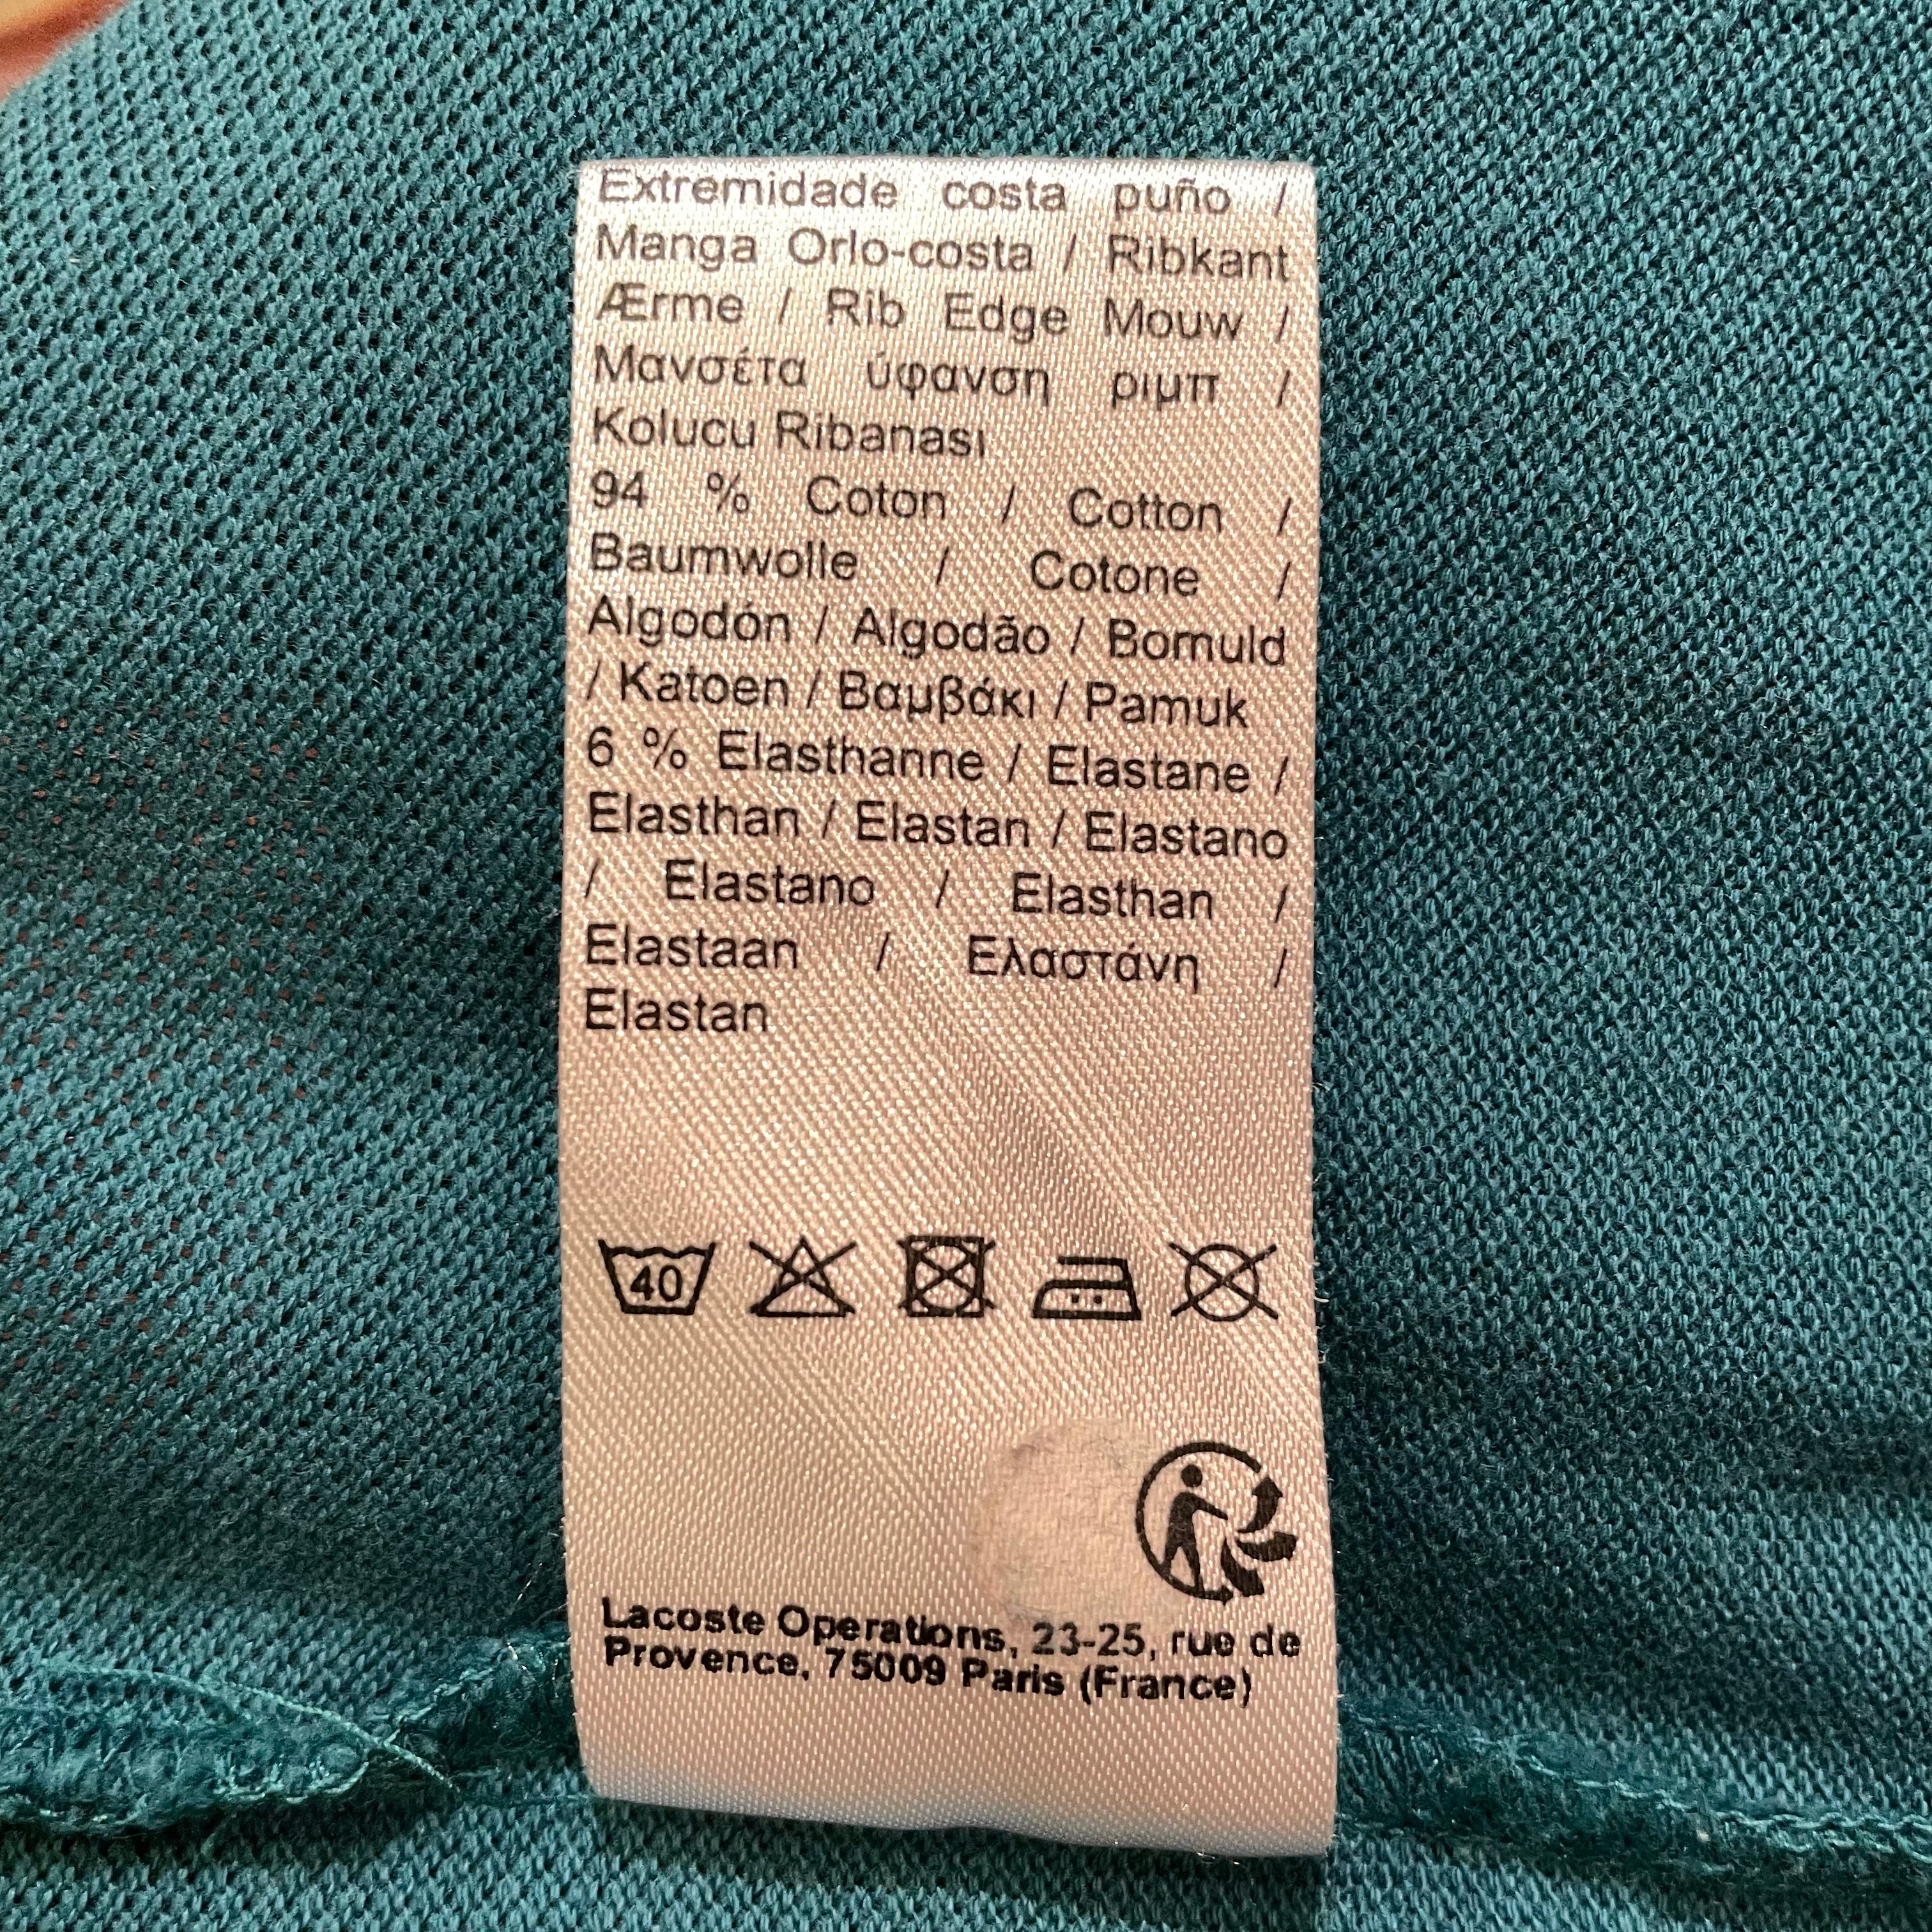 Extremidade costa puño /
Manga Orlo-costa / Ribkant
Ærme / Rib Edge Mouw /
Μανσέτα ύφανση ριμπ /
Kolucu Ribanası
94 % Coton / Cotton /
Baumwolle / Cotone /
Algodón / Algodão / Bomuld
/ Katoen / Βαμβάκι / Pamuk
6 % Elasthanne / Elastane /
Elasthan / Elastan / Elastano
/ Elastano / Elasthan /
Elastaan / Ελαστάνη /
Elastan
40
Lacoste Operations, 23-25, rue de
Provence, 75009 Paris (France)